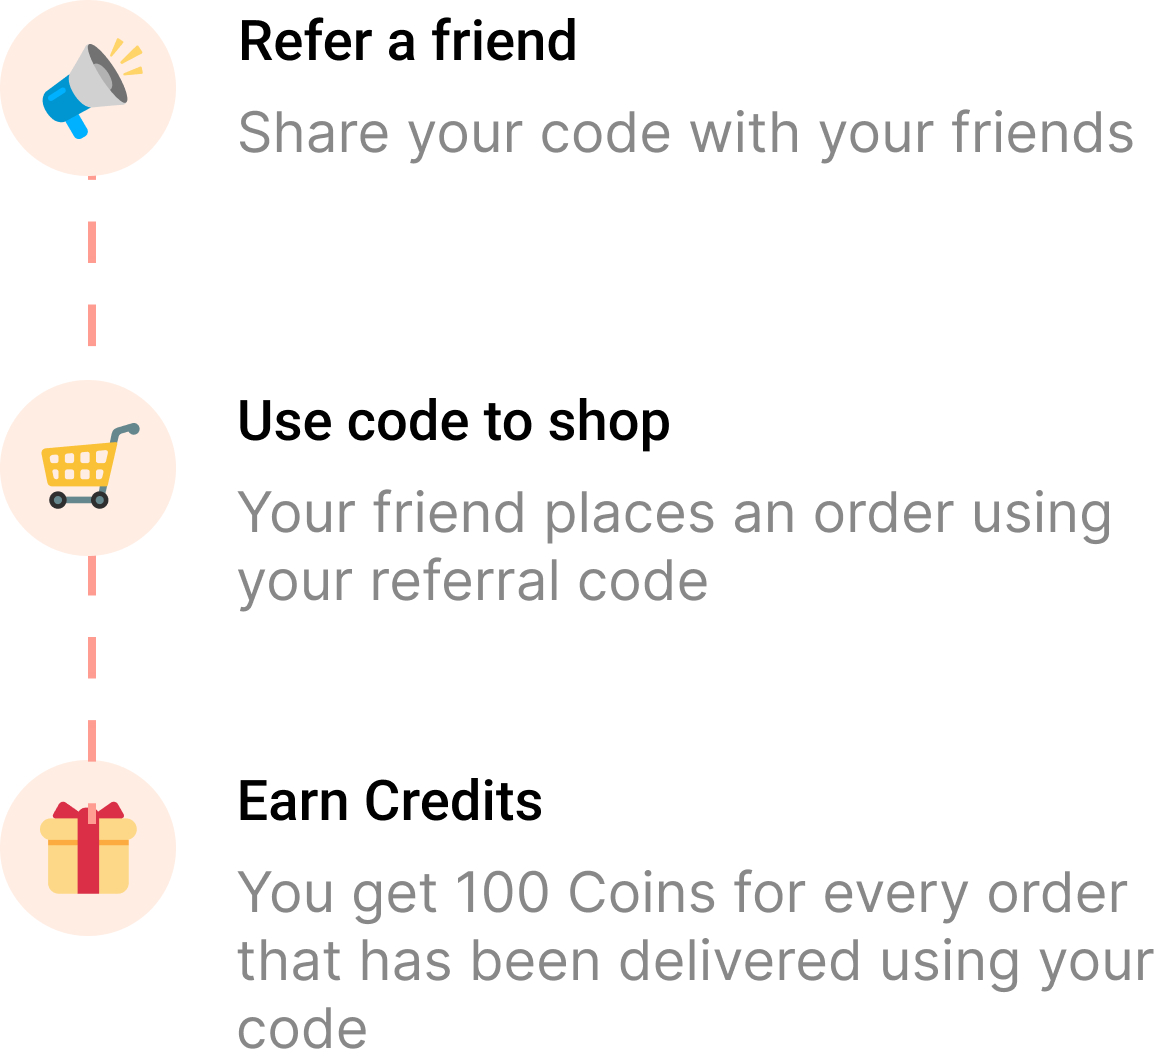 Refer a friend
Share your code with your friends
Use code to shop
Your friend places an order using
your referral code
Earn Credits
You get 100 Coins for every order
that has been delivered using your
code